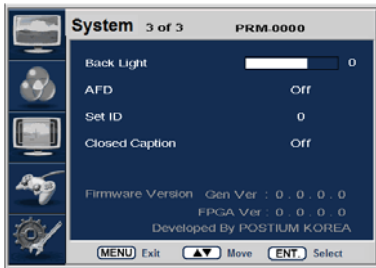 System 3 of 3 PRM-0000
Back Light 0
AFD Off
Set ID 0
Closed Caption Off
Firmware Version Gen Ver : 0 . 0 . 0 . 0
FPGA Ver : 0 . 0 . 0 . 0
Developed By POSTIUM KOREA
MENU Exit ▲▼ Move ENT. Select